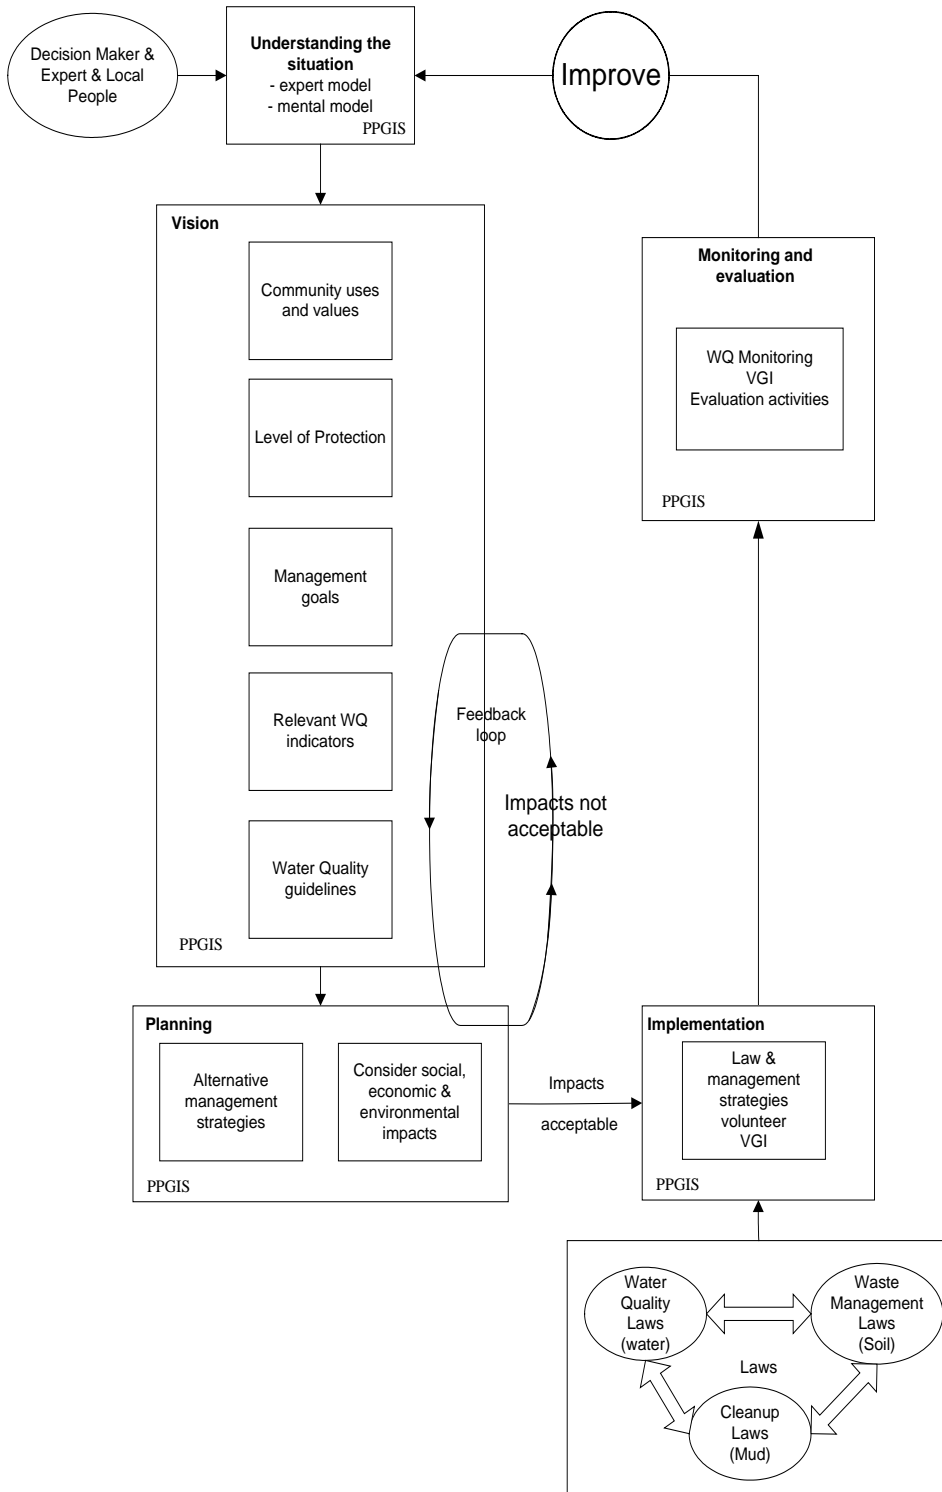 Decision Maker &
Expert & Local
People
Understanding the
situation
- expert model
- mental model
PPGIS
Improve
Vision
Community uses
and values
Level of Protection
Management
goals
Relevant WQ
indicators
Water Quality
guidelines
PPGIS
Feedback
loop
Impacts not
acceptable
Monitoring and
evaluation
WQ Monitoring
VGI
Evaluation activities
PPGIS
Planning
Alternative
management
strategies
Consider social,
economic &
environmental
impacts
PPGIS
Impacts
acceptable
Implementation
Law &
management
strategies
volunteer
VGI
PPGIS
Water
Quality
Laws
(water)
Waste
Management
Laws
(Soil)
Laws
Cleanup
Laws
(Mud)